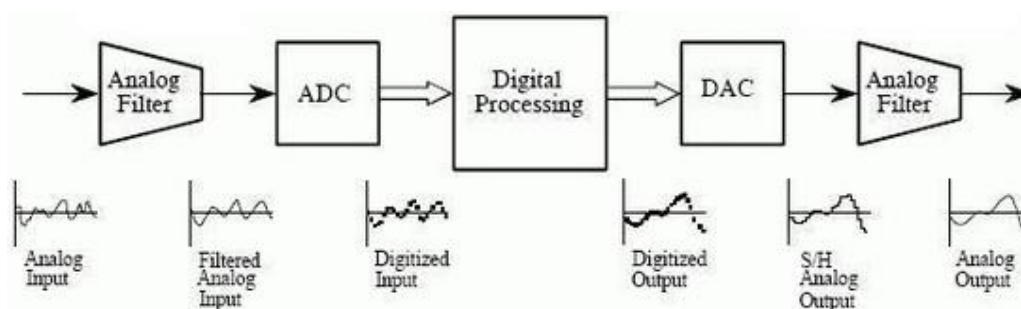 Analog
Filter
ADC
Digital
Processing
DAC
Analog
Filter
Analog
Input
Filtered
Analog
Input
Digitized
Input
Digitized
Output
S/H
Analog
Output
Analog
Output